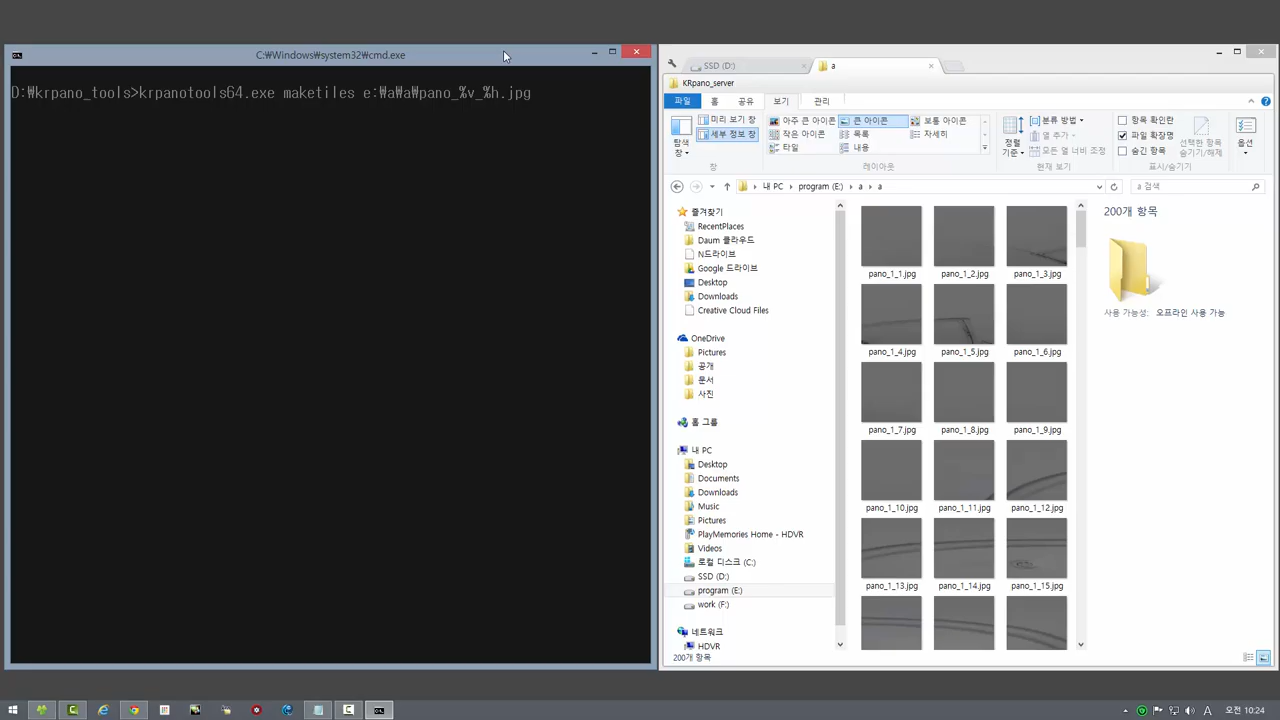 C:\Windows\system32\cmd.exe
D:\krpano_tools>krpanotools64.exe maketiles e:\a\a\pano_%v_%h.jpg
SSD (D:)
a
KRpano_server
파일
홈
공유
보기
관리
탐색 창
미리 보기 창
세부 정보 창
창
아주 큰 아이콘
큰 아이콘
보통 아이콘
작은 아이콘
목록
자세히
타일
내용
레이아웃
정렬 기준
분류 방법
열 추가
모든 열 너비 조정
현재 보기
항목 확인란
파일 확장명
숨긴 항목
선택한 항목 숨기기/해제
표시/숨기기
옵션
내 PC
program (E:)
a
a
a 검색
즐겨찾기
RecentPlaces
Daum 클라우드
N드라이브
Google 드라이브
Desktop
Downloads
Creative Cloud Files
OneDrive
Pictures
공개
문서
사진
홈 그룹
내 PC
Desktop
Documents
Downloads
Music
Pictures
PlayMemories Home - HDVR
Videos
로컬 디스크 (C:)
SSD (D:)
program (E:)
work (F:)
네트워크
HDVR
pano_1_1.jpg
pano_1_2.jpg
pano_1_3.jpg
pano_1_4.jpg
pano_1_5.jpg
pano_1_6.jpg
pano_1_7.jpg
pano_1_8.jpg
pano_1_9.jpg
pano_1_10.jpg
pano_1_11.jpg
pano_1_12.jpg
pano_1_13.jpg
pano_1_14.jpg
pano_1_15.jpg
200개 항목
사용 가능성: 오프라인 사용 가능
200개 항목
A
오전 10:24